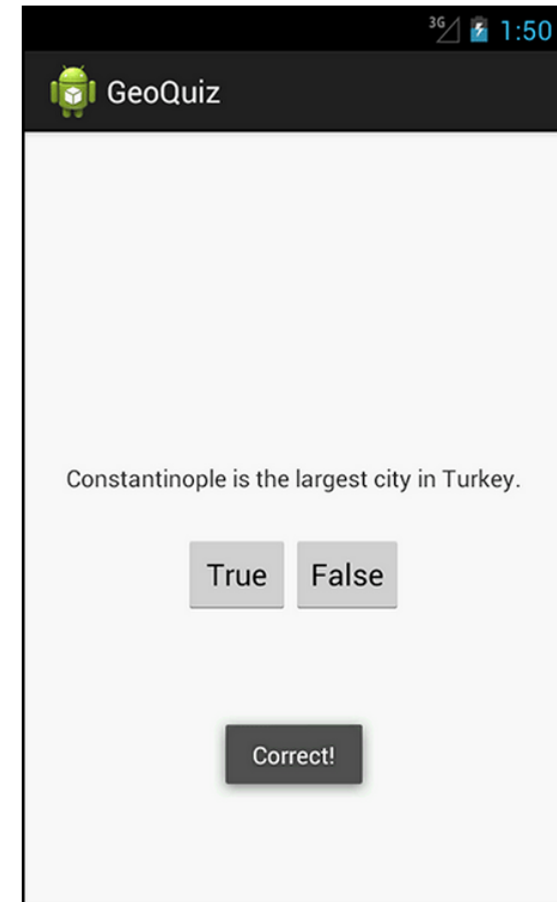 3G 1:50
GeoQuiz
Constantinople is the largest city in Turkey.
True False
Correct!